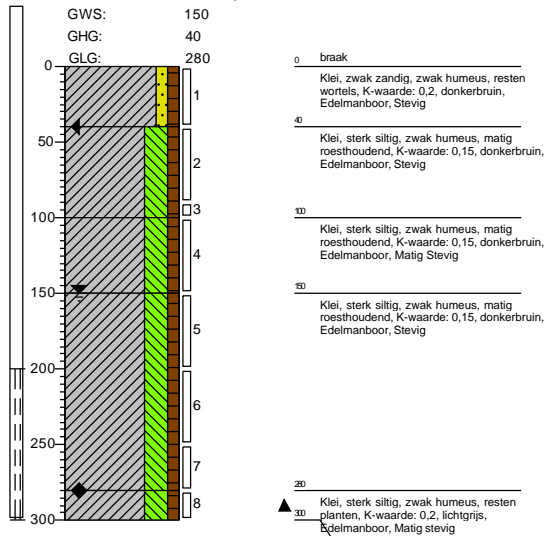 GWS: 150
GHG: 40
GLG: 280
0
50
100
150
200
250
300
1
2
3
4
5
6
7
8
0 braak
Klei, zwak zandig, zwak humeus, resten
wortels, K-waarde: 0,2, donkerbruin,
Edelmanboor, Stevig
40
Klei, sterk siltig, zwak humeus, matig
roesthoudend, K-waarde: 0,15, donkerbruin,
Edelmanboor, Stevig
100
Klei, sterk siltig, zwak humeus, matig
roesthoudend, K-waarde: 0,15, donkerbruin,
Edelmanboor, Matig Stevig
150
Klei, sterk siltig, zwak humeus, matig
roesthoudend, K-waarde: 0,15, donkerbruin,
Edelmanboor, Stevig
280
Klei, sterk siltig, zwak humeus, resten
300 planten, K-waarde: 0,2, lichtgrijs,
Edelmanboor, Matig stevig